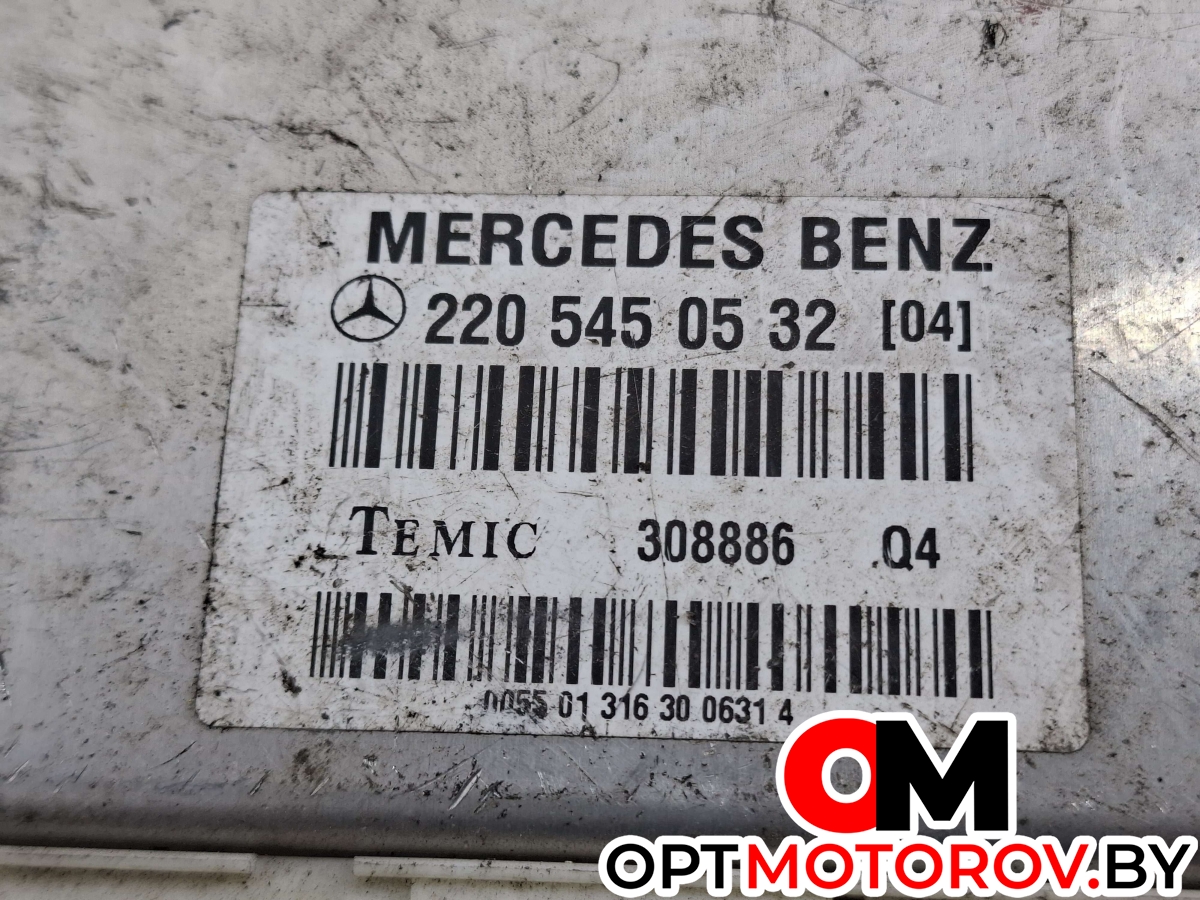 MERCEDES BENZ
220 545 05 32 [04]
TEMIC 308886 Q4
0055 01 316 30 0631 4
OM
OPTMOTOROV.BY